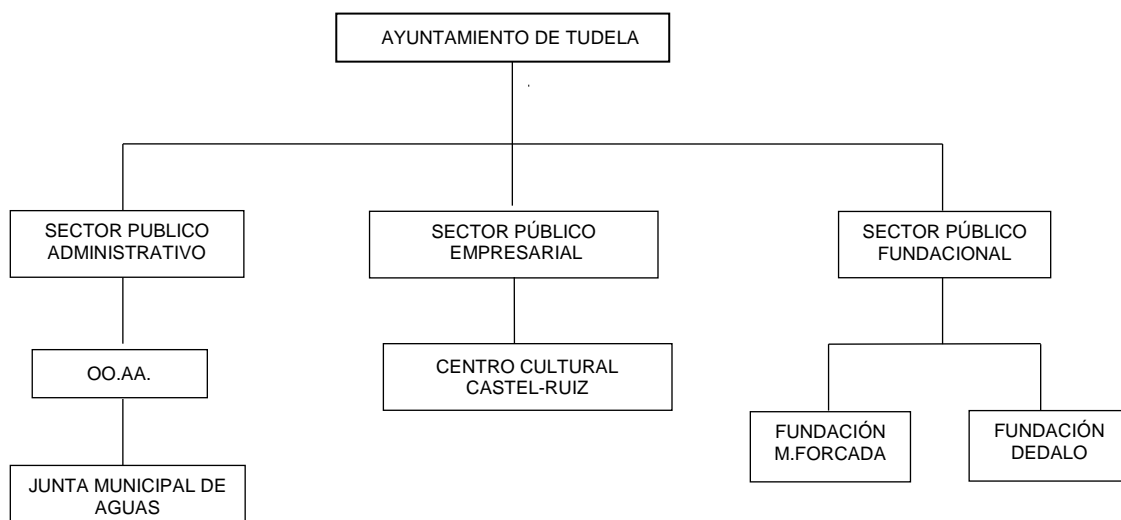 AYUNTAMIENTO DE TUDELA
SECTOR PUBLICO
ADMINISTRATIVO
SECTOR PÚBLICO
EMPRESARIAL
SECTOR PÚBLICO
FUNDACIONAL
OO.AA.
CENTRO CULTURAL
CASTEL-RUIZ
FUNDACIÓN
M.FORCADA
FUNDACIÓN
DEDALO
JUNTA MUNICIPAL DE
AGUAS